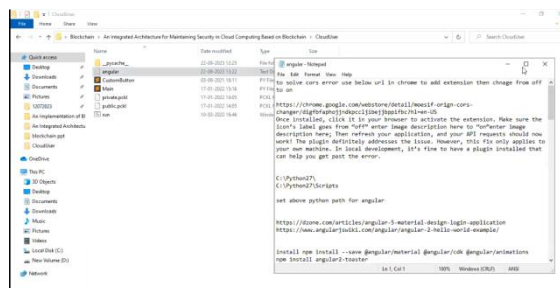 CloudUser
File Home Share View
Blockchain > An Integrated Architecture for Maintaining Security in Cloud Computing Based on Blockchain > CloudUser
Search CloudUser
Name Date modified Type Size
Quick access
Desktop
Downloads
Documents
Pictures
An implementation of Bl
An Integrated Architectu
Blockchain ppt
CloudUser
OneDrive
This PC
3D Objects
Desktop
Documents
Downloads
Music
Pictures
Videos
Local Disk (C:)
New Volume (D:)
Network
__pycache__
angular
CustomButton
Main
private.pckl
public.pckl
run
angular - Notepad
File Edit Format View Help
to solve cors error use below url in chrome to add extension then chnage from off
to on
https://chrome.google.com/webstore/detail/moesif-origin-cors-
Once installed, click it in your browser to activate the extension. Make sure the
icon's label goes from "off" enter image description here to "on"enter image
description here; Then refresh your application, and your API requests should now
work! The plugin definitely addresses the issue. However, this fix only applies to
your own machine. In local development, it's fine to have a plugin installed that
can help you get past the error.
C:\Python27\
C:\Python27\Scripts
set above python path for angular
https://dzone.com/articles/angular-5-material-design-login-application
https://www.angularjswiki.com/angular/angular-2-hello-world-example/
install npm install --save @angular/material @angular/cdk @angular/animations
npm install angular2-toaster
Ln 1, Col 1 100% Windows (CRLF) ANSI